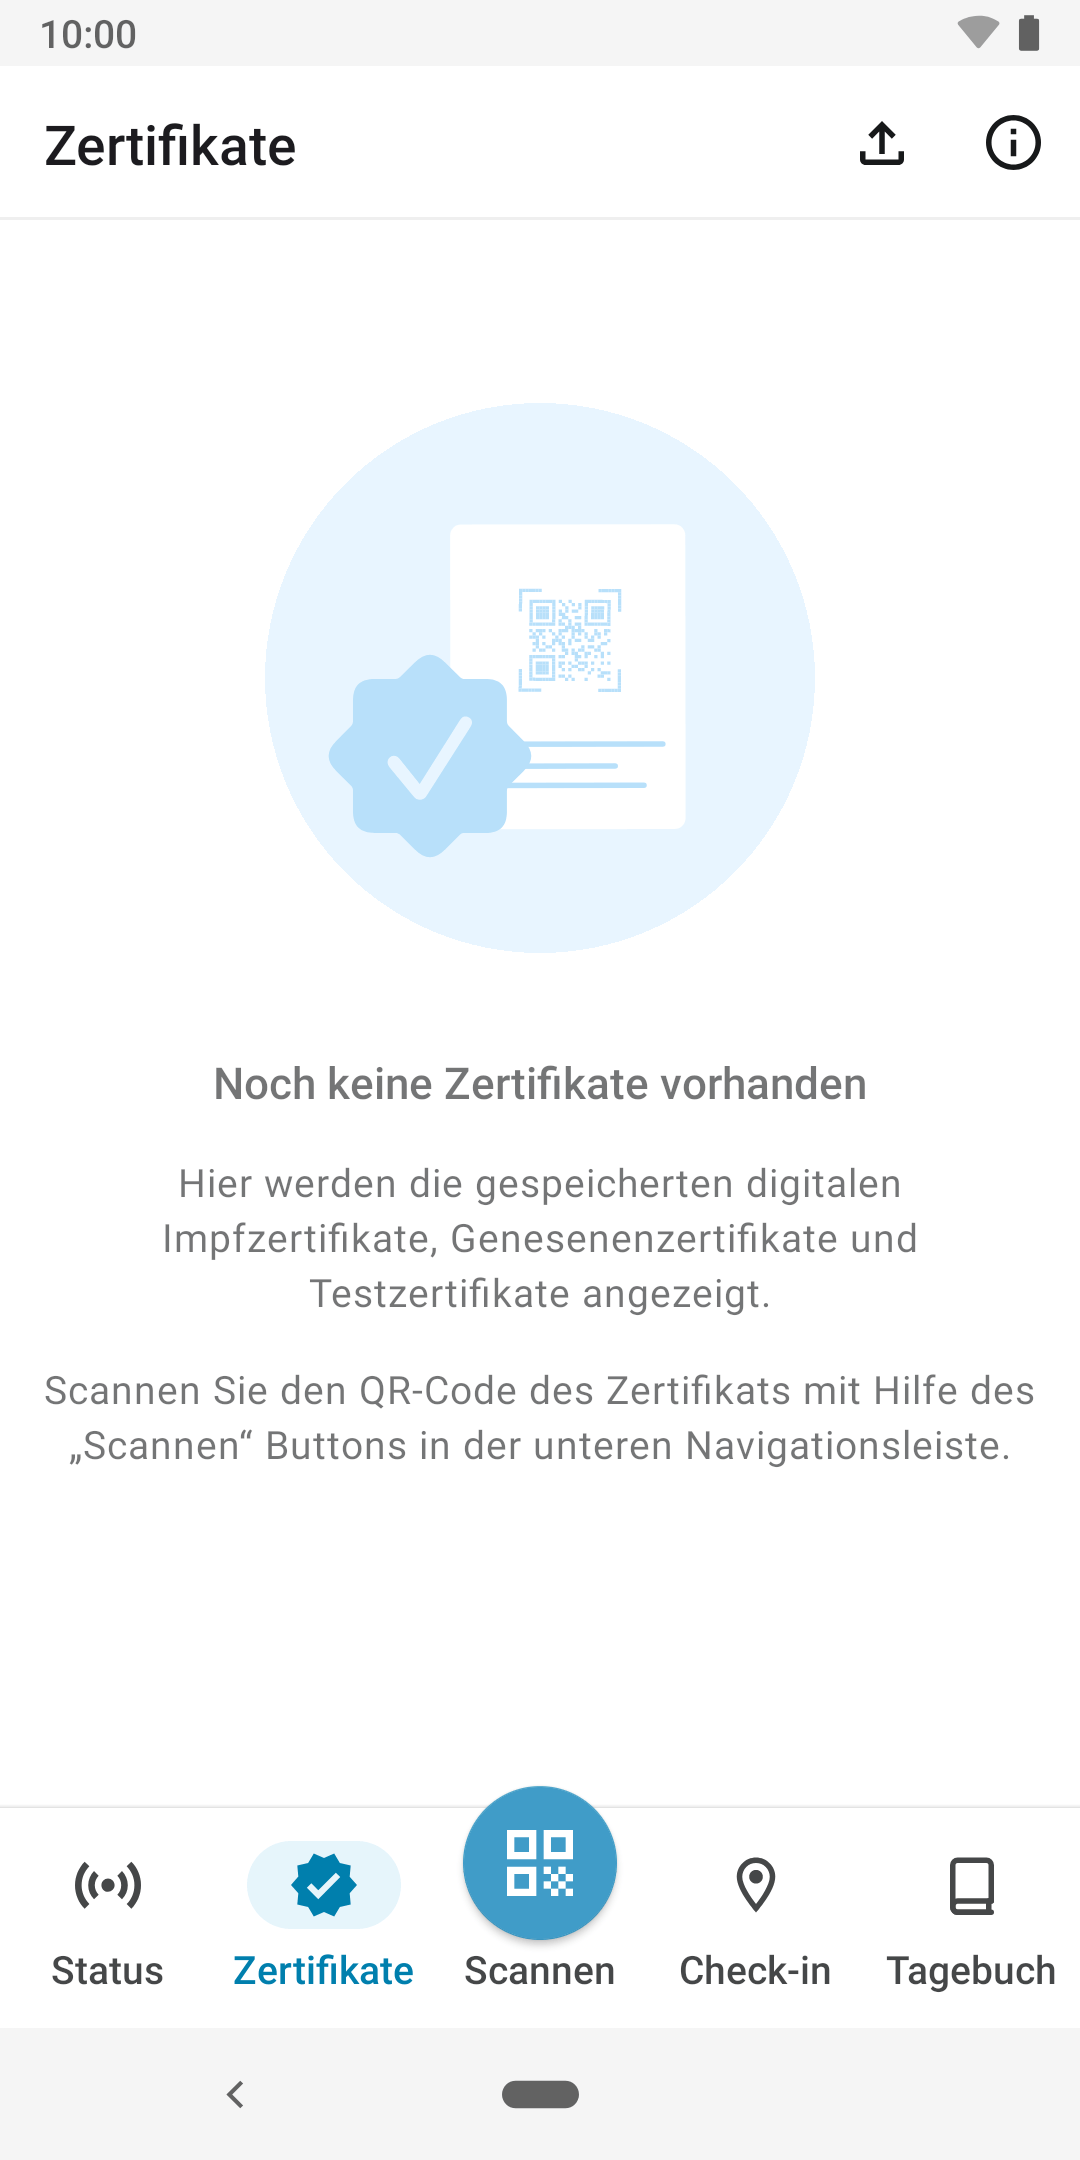 10:00
Zertifikate
Noch keine Zertifikate vorhanden
Hier werden die gespeicherten digitalen
Impfzertifikate, Genesenenzertifikate und
Testzertifikate angezeigt.
Scannen Sie den QR-Code des Zertifikats mit Hilfe des
„Scannen“ Buttons in der unteren Navigationsleiste.
Status
Zertifikate
Scannen
Check-in
Tagebuch